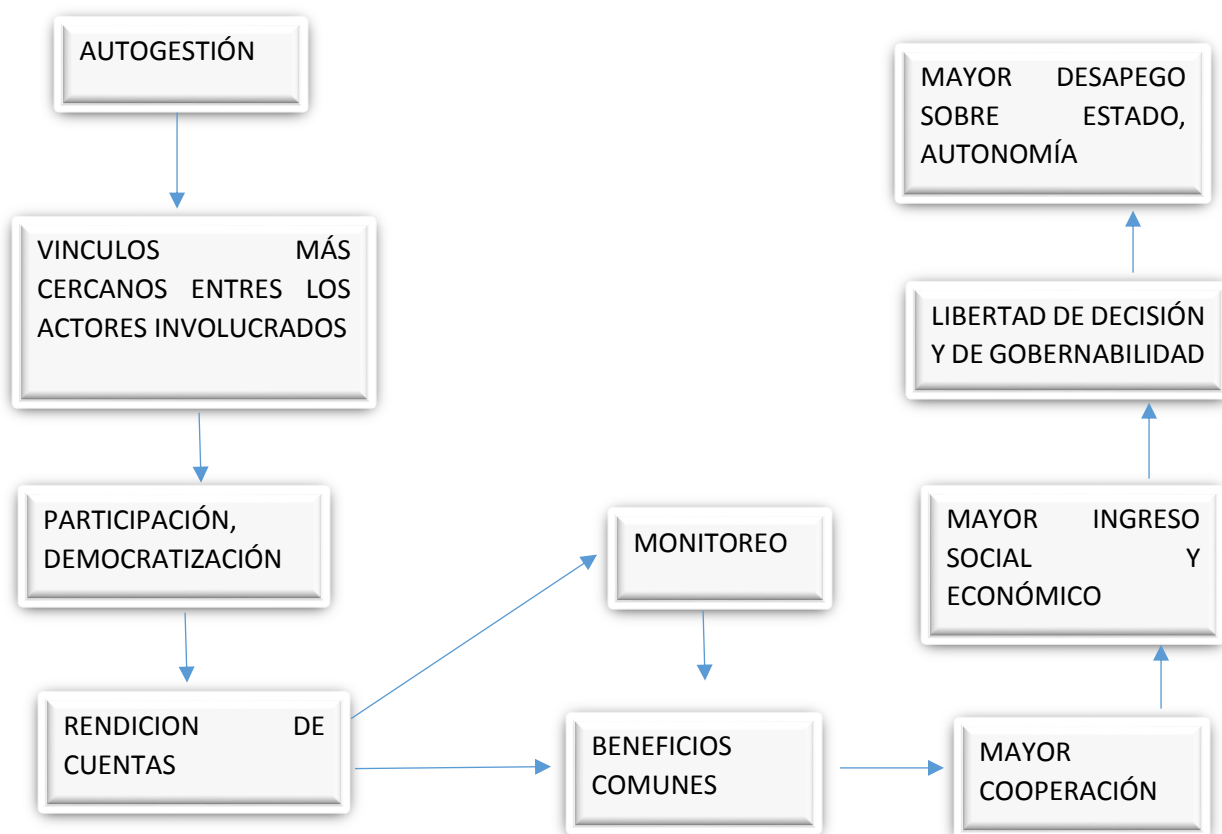 AUTOGESTIÓN
VINCULOS MÁS
CERCANOS ENTRES LOS
ACTORES INVOLUCRADOS
PARTICIPACIÓN,
DEMOCRATIZACIÓN
RENDICION DE
CUENTAS
MONITOREO
BENEFICIOS
COMUNES
MAYOR
COOPERACIÓN
MAYOR INGRESO
SOCIAL Y
ECONÓMICO
LIBERTAD DE DECISIÓN
Y DE GOBERNABILIDAD
MAYOR DESAPEGO
SOBRE ESTADO,
AUTONOMÍA